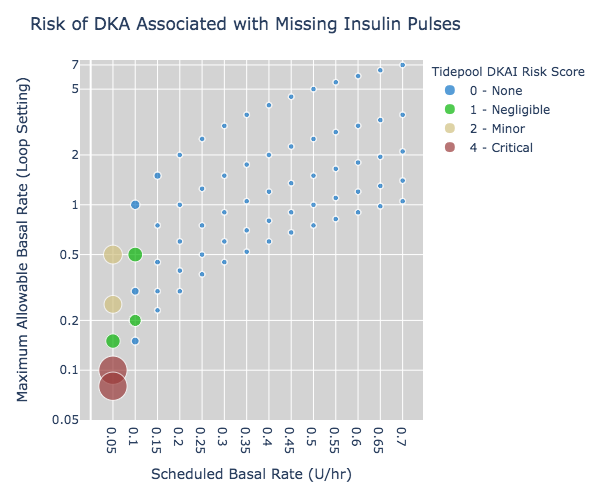 Risk of DKA Associated with Missing Insulin Pulses
Maximum Allowable Basal Rate (Loop Setting)
7
5
2
1
0.5
0.2
0.1
0.05
0.05
0.1
0.15
0.2
0.25
0.3
0.35
0.4
0.45
0.5
0.55
0.6
0.65
0.7
Scheduled Basal Rate (U/hr)
Tidepool DKAI Risk Score
0 - None
1 - Negligible
2 - Minor
4 - Critical